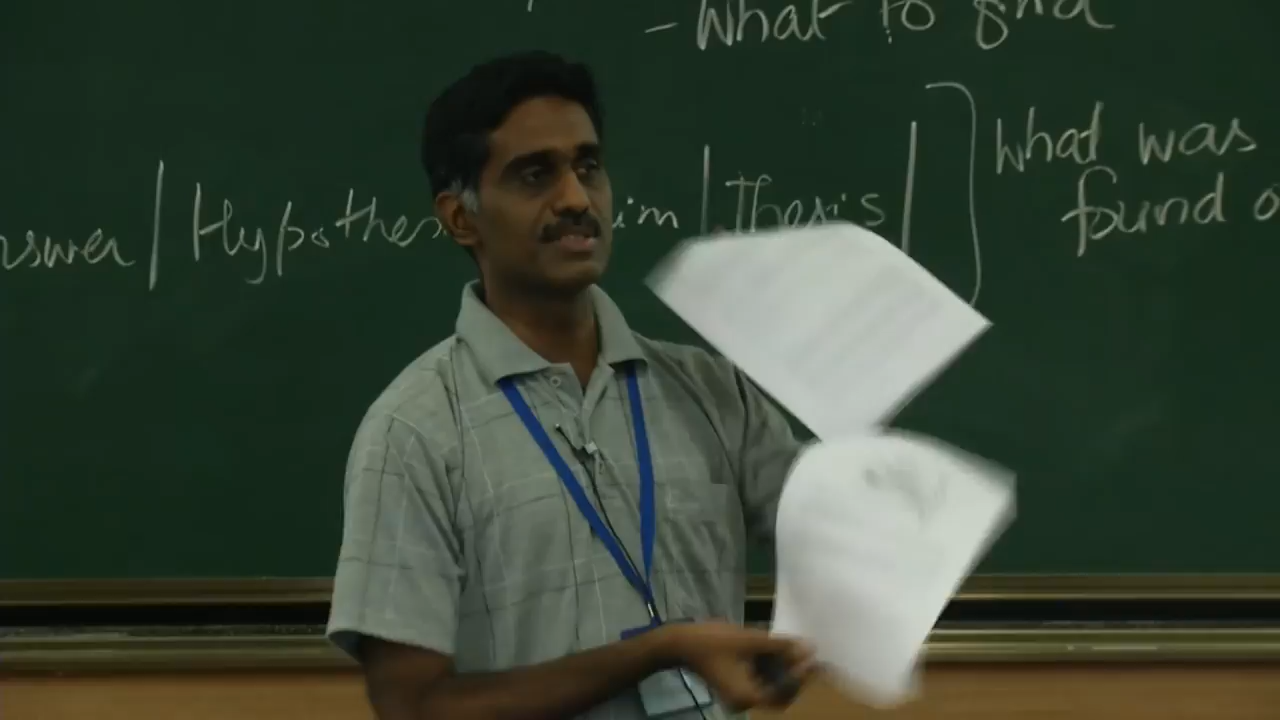 - What to find
What was
nswer / Hypothes im / Thesis /
found o